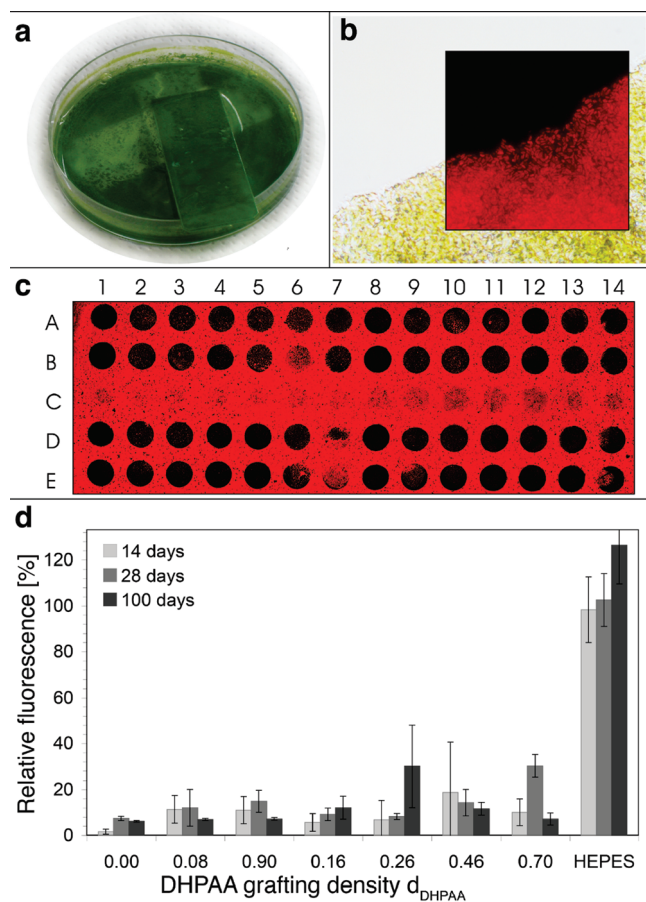 a
b
c
1 2 3 4 5 6 7 8 9 10 11 12 13 14
A
B
C
D
E
d
Relative fluorescence [%]
120
100
80
60
40
20
0
14 days
28 days
100 days
0.00 0.08 0.90 0.16 0.26 0.46 0.70 HEPES
DHPAA grafting density d_DHPAA